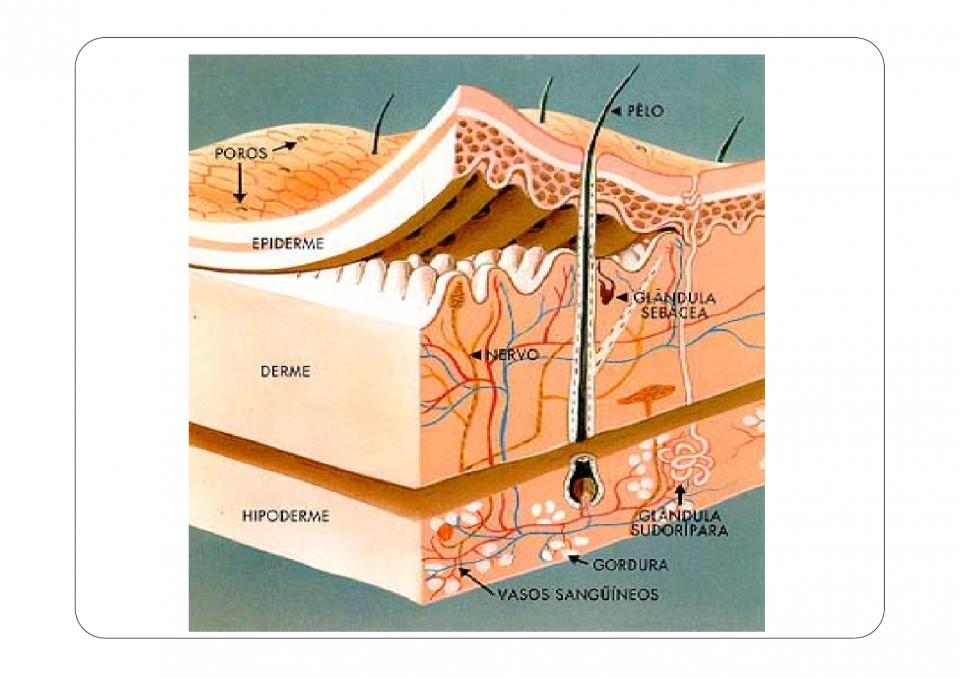 PÊLO
POROS
EPIDERME
GLÂNDULA
SEBÁCEA
NERVO
DERME
HIPODERME
GLÂNDULA
SUDORÍPARA
GORDURA
VASOS SANGÜÍNEOS